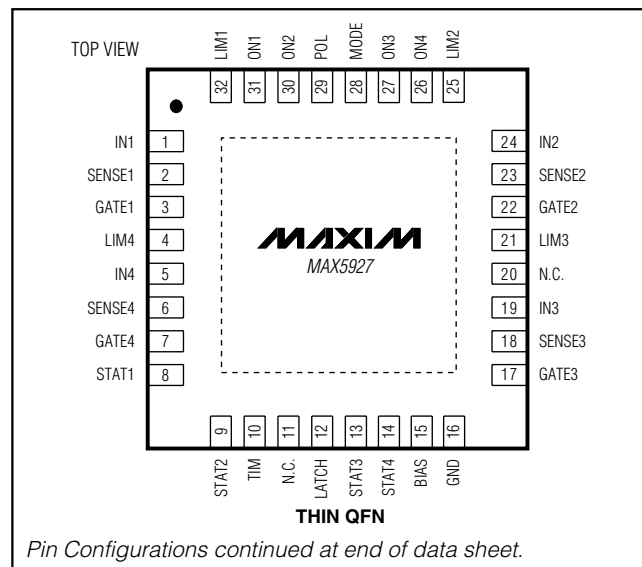 TOP VIEW
LIM1
ON1
ON2
POL
MODE
ON3
ON4
LIM2
32
31
30
29
28
27
26
25
IN1 1
SENSE1 2
GATE1 3
LIM4 4
IN4 5
SENSE4 6
GATE4 7
STAT1 8
MAXIM
MAX5927
24 IN2
23 SENSE2
22 GATE2
21 LIM3
20 N.C.
19 IN3
18 SENSE3
17 GATE3
9
10
11
12
13
14
15
16
STAT2
TIM
N.C.
LATCH
STAT3
STAT4
BIAS
GND
THIN QFN
Pin Configurations continued at end of data sheet.